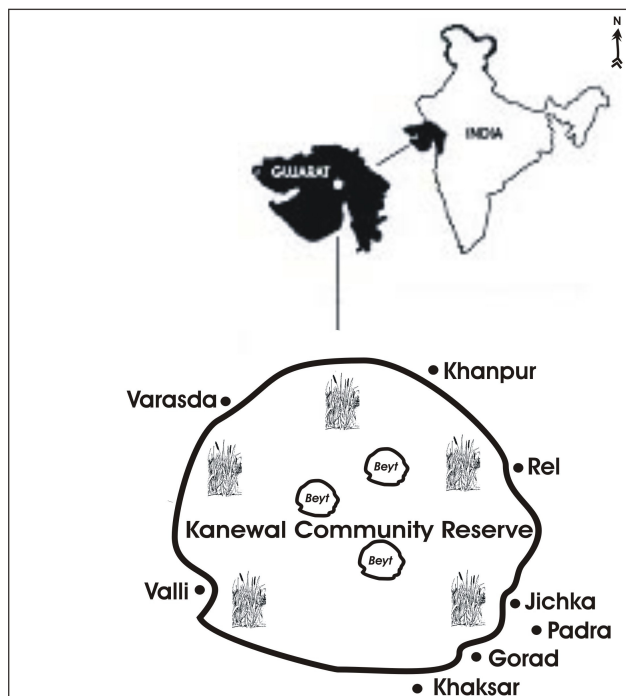 N
INDIA
GUJARAT
Khanpur
Varasda
Rel
Beyt
Beyt
Kanewal Community Reserve
Beyt
Valli
Jichka
Padra
Gorad
Khaksar